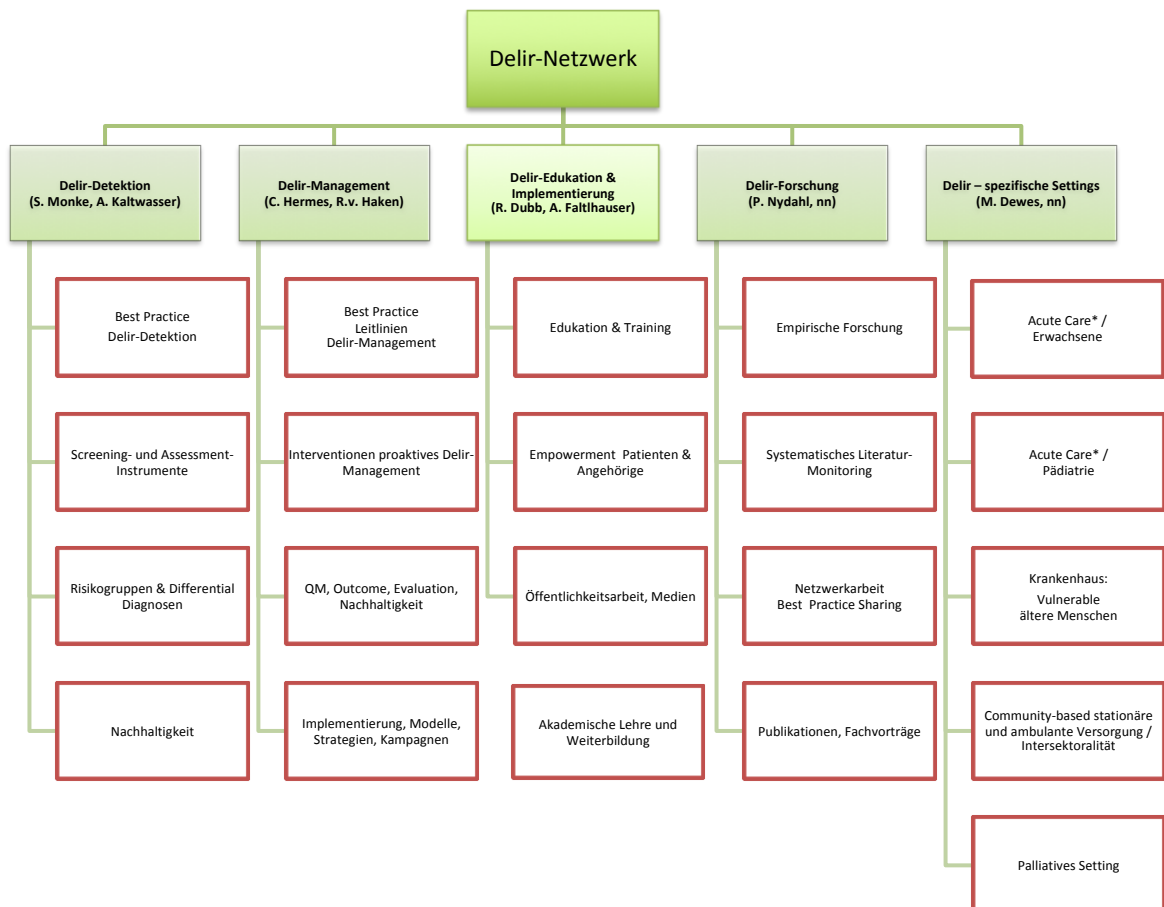 Delir-Netzwerk
Delir-Detektion
(S. Monke, A. Kaltwasser)
Best Practice
Delir-Detektion
Screening- und Assessment-
Instrumente
Risikogruppen & Differential
Diagnosen
Nachhaltigkeit
Delir-Management
(C. Hermes, R.v. Haken)
Best Practice
Leitlinien
Delir-Management
Interventionen proaktives Delir-
Management
QM, Outcome, Evaluation,
Nachhaltigkeit
Implementierung, Modelle,
Strategien, Kampagnen
Delir-Edukation &
Implementierung
(R. Dubb, A. Faltlhauser)
Edukation & Training
Empowerment Patienten &
Angehörige
Öffentlichkeitsarbeit, Medien
Akademische Lehre und
Weiterbildung
Delir-Forschung
(P. Nydahl, nn)
Empirische Forschung
Systematisches Literatur-
Monitoring
Netzwerkarbeit
Best Practice Sharing
Publikationen, Fachvorträge
Delir – spezifische Settings
(M. Dewes, nn)
Acute Care* /
Erwachsene
Acute Care* /
Pädiatrie
Krankenhaus:
Vulnerable
ältere Menschen
Community-based stationäre
und ambulante Versorgung /
Intersektoralität
Palliatives Setting